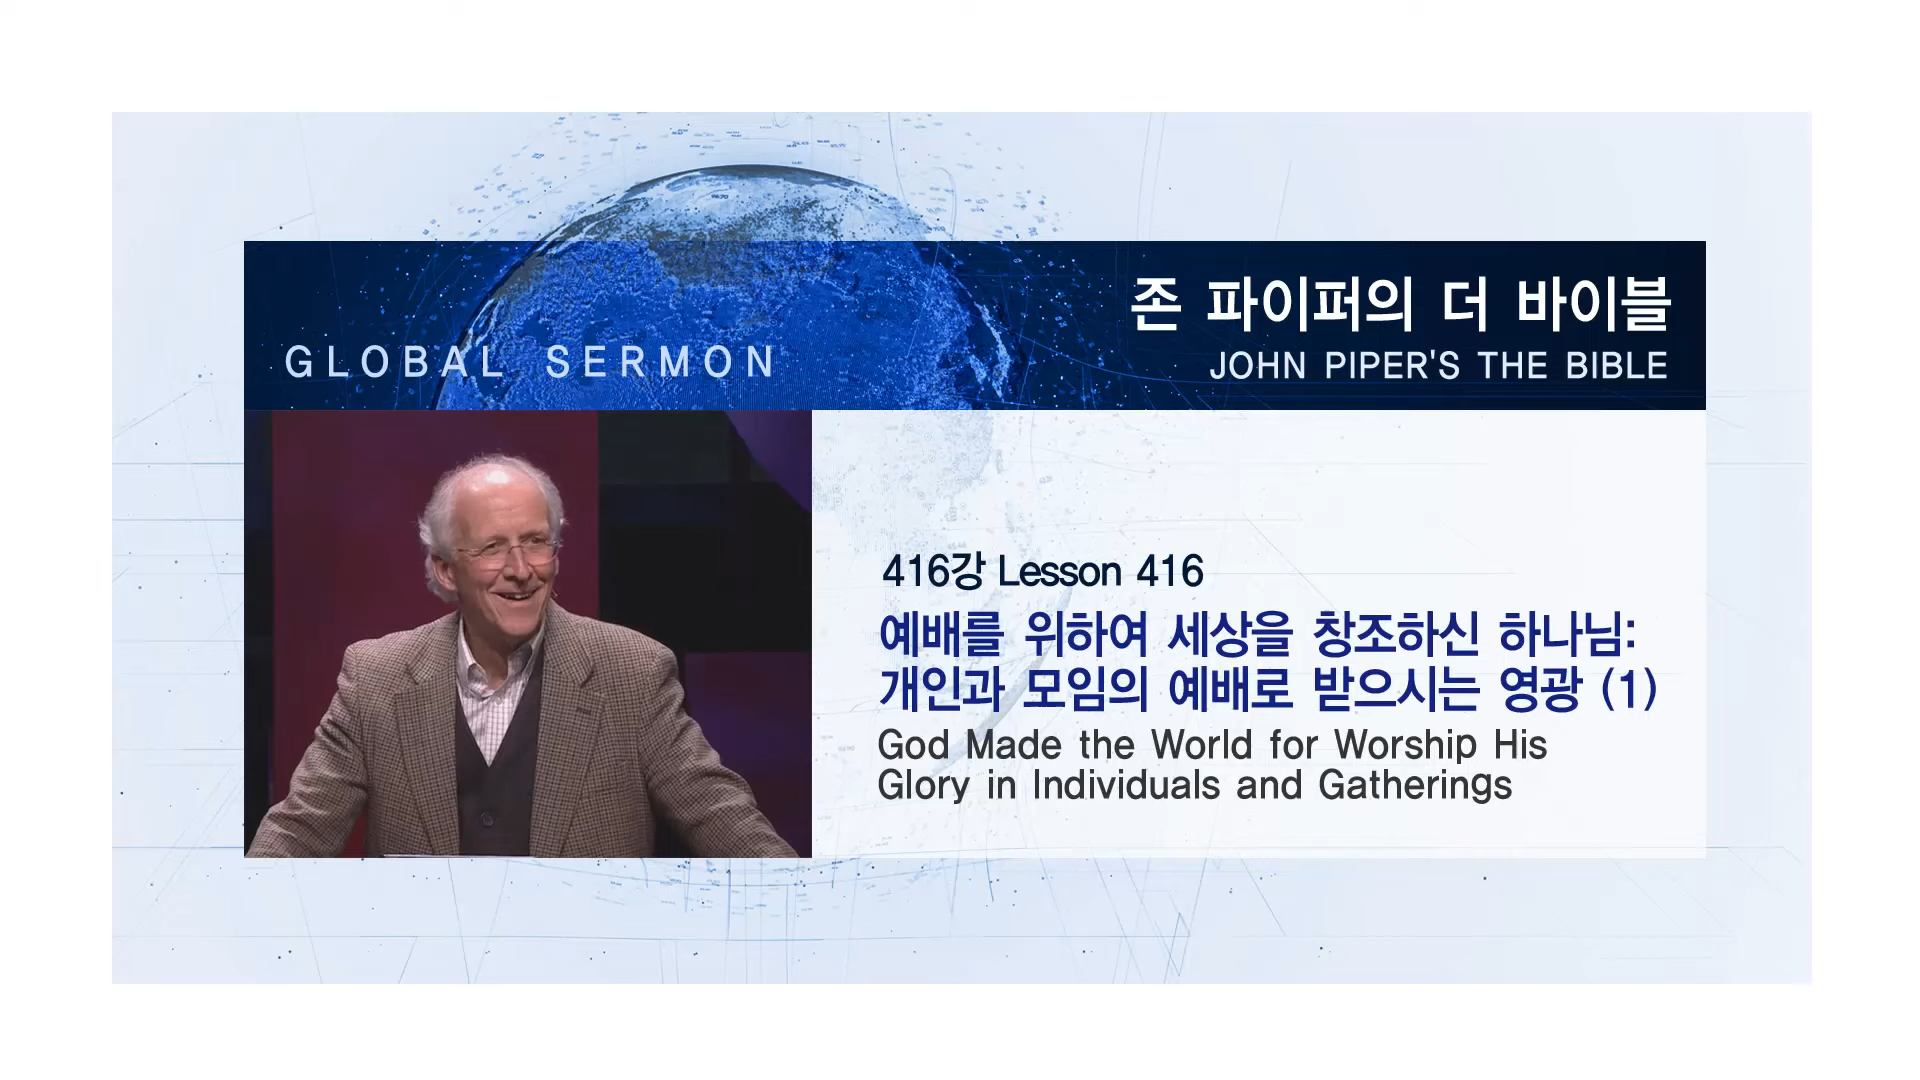 존 파이퍼의 더 바이블
GLOBAL SERMON
JOHN PIPER'S THE BIBLE
416강 Lesson 416
예배를 위하여 세상을 창조하신 하나님:
개인과 모임의 예배로 받으시는 영광 (1)
God Made the World for Worship His
Glory in Individuals and Gatherings